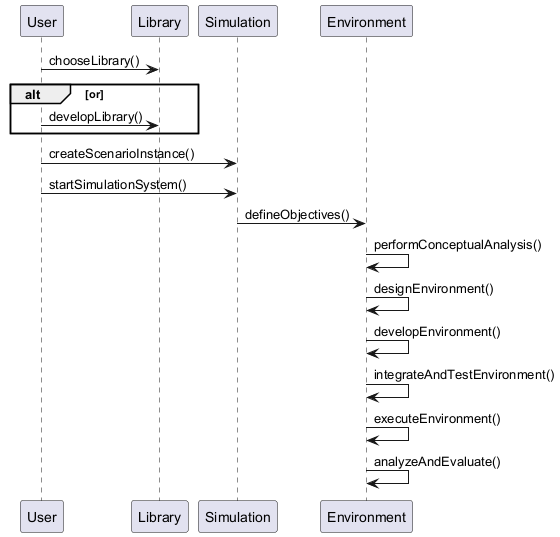 User Library Simulation Environment
chooseLibrary()
alt [or]
developLibrary()
createScenarioInstance()
startSimulationSystem()
defineObjectives()
performConceptualAnalysis()
designEnvironment()
developEnvironment()
integrateAndTestEnvironment()
executeEnvironment()
analyzeAndEvaluate()
User Library Simulation Environment